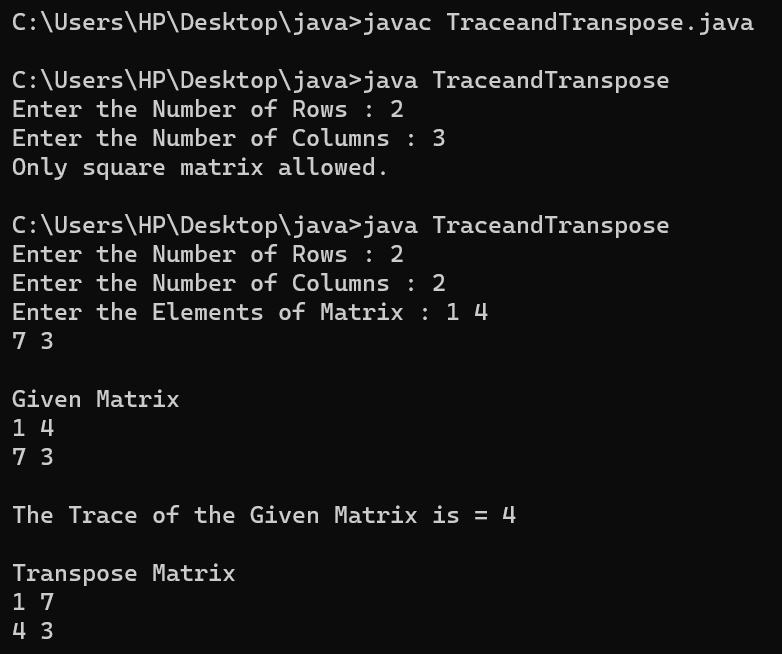 C:\Users\HP\Desktop\java>javac TraceandTranspose.java
C:\Users\HP\Desktop\java>java TraceandTranspose
Enter the Number of Rows : 2
Enter the Number of Columns : 3
Only square matrix allowed.
C:\Users\HP\Desktop\java>java TraceandTranspose
Enter the Number of Rows : 2
Enter the Number of Columns : 2
Enter the Elements of Matrix : 1 4
7 3
Given Matrix
1 4
7 3
The Trace of the Given Matrix is = 4
Transpose Matrix
1 7
4 3